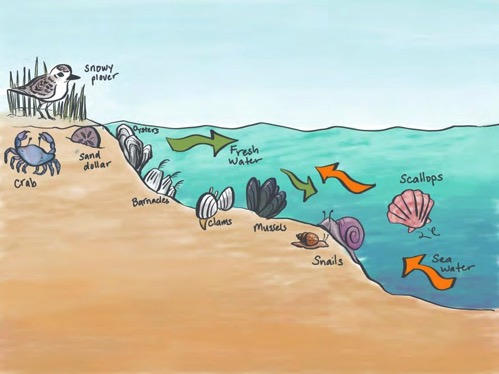 Snowy
plover
Oysters
Fresh
Water
Crab
Sand
dollar
Barnacles
Clams
Mussels
Scallops
Snails
Sea
Water